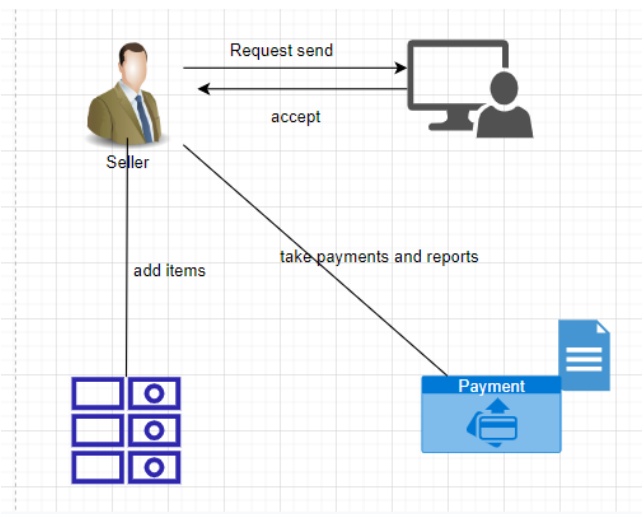 Request send
accept
Seller
take payments and reports
add items
Payment